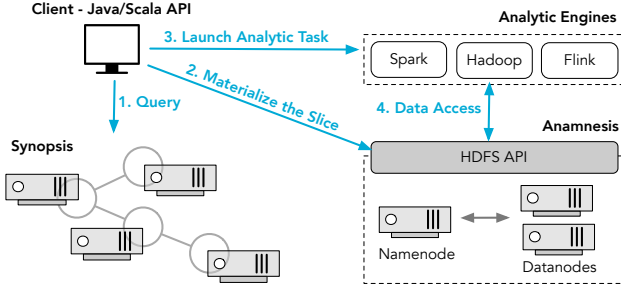 Client - Java/Scala API
Analytic Engines
3. Launch Analytic Task
Spark
Hadoop
Flink
2. Materialize the Slice
1. Query
4. Data Access
Anamnesis
Synopsis
HDFS API
Namenode
Datanodes